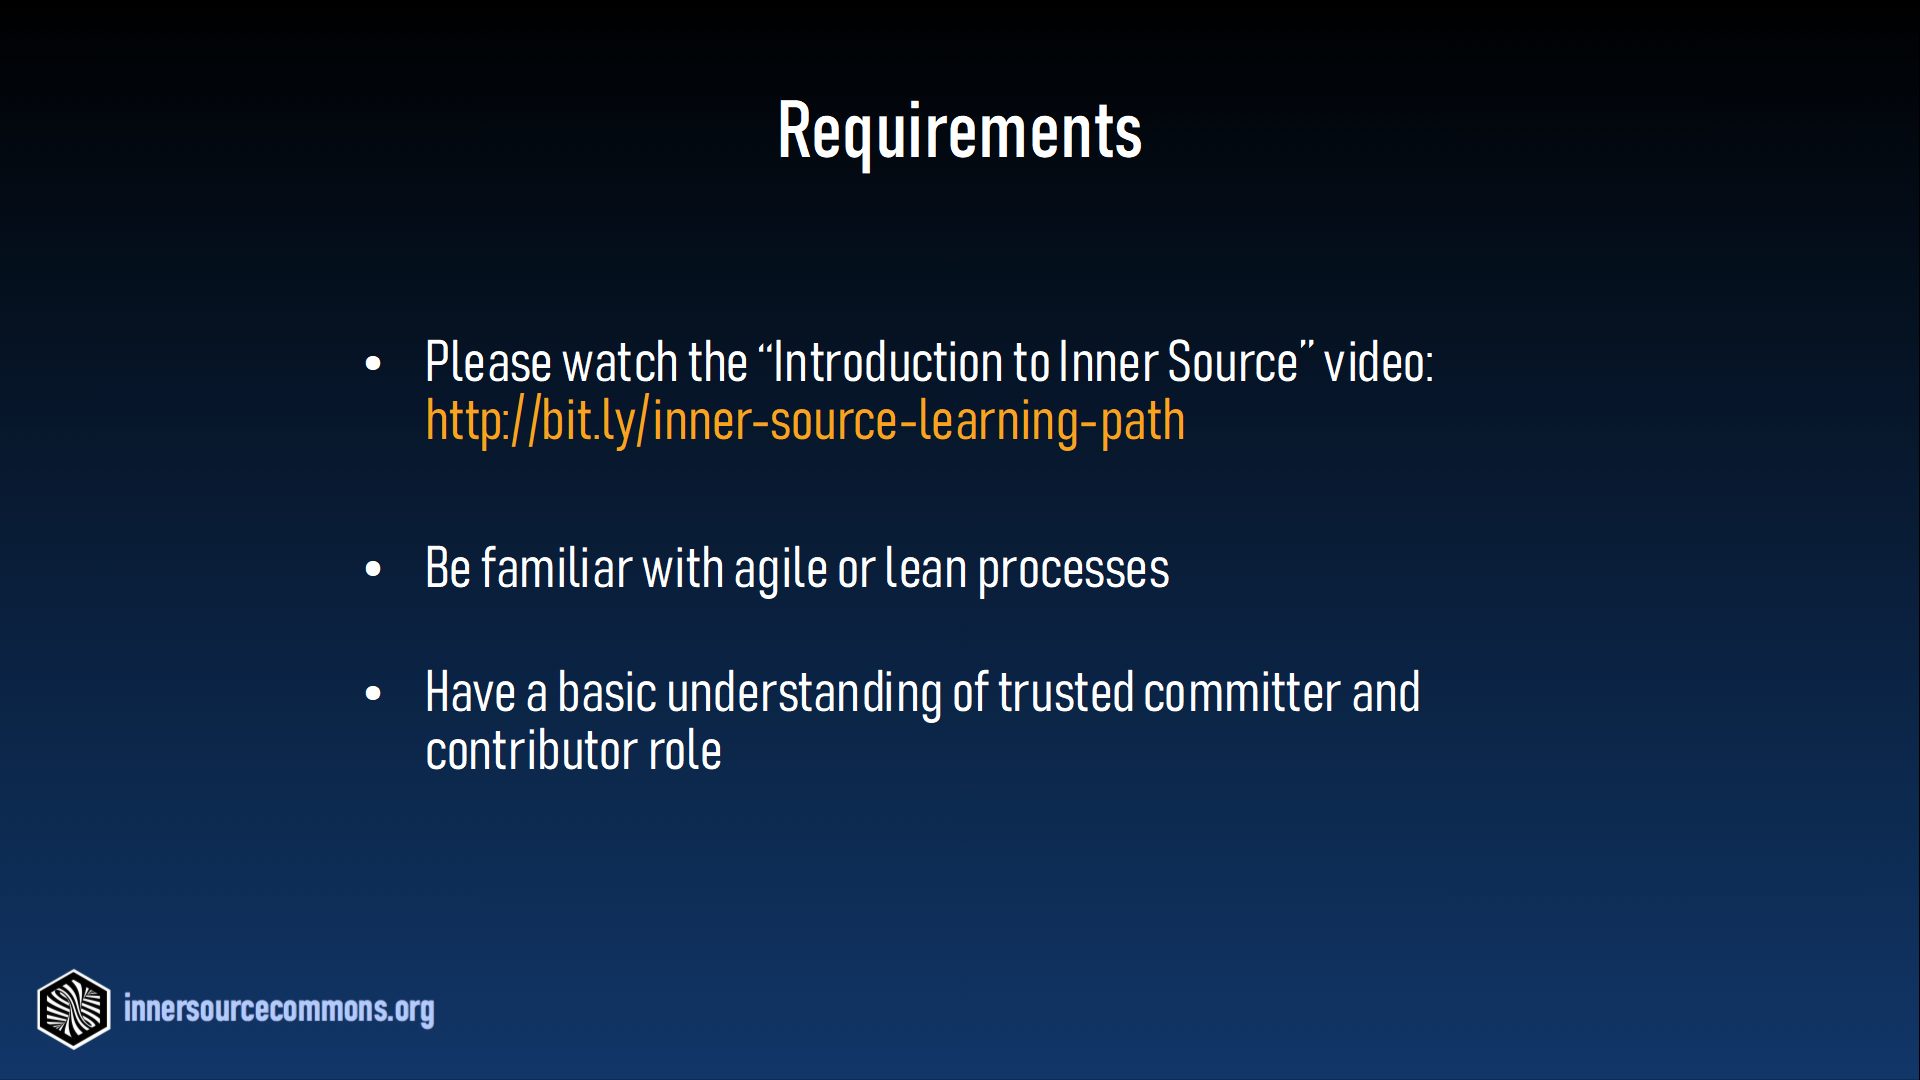 Requirements
• Please watch the “Introduction to Inner Source” video:
http://bit.ly/inner-source-learning-path
• Be familiar with agile or lean processes
• Have a basic understanding of trusted committer and
contributor role
innersourcecommons.org